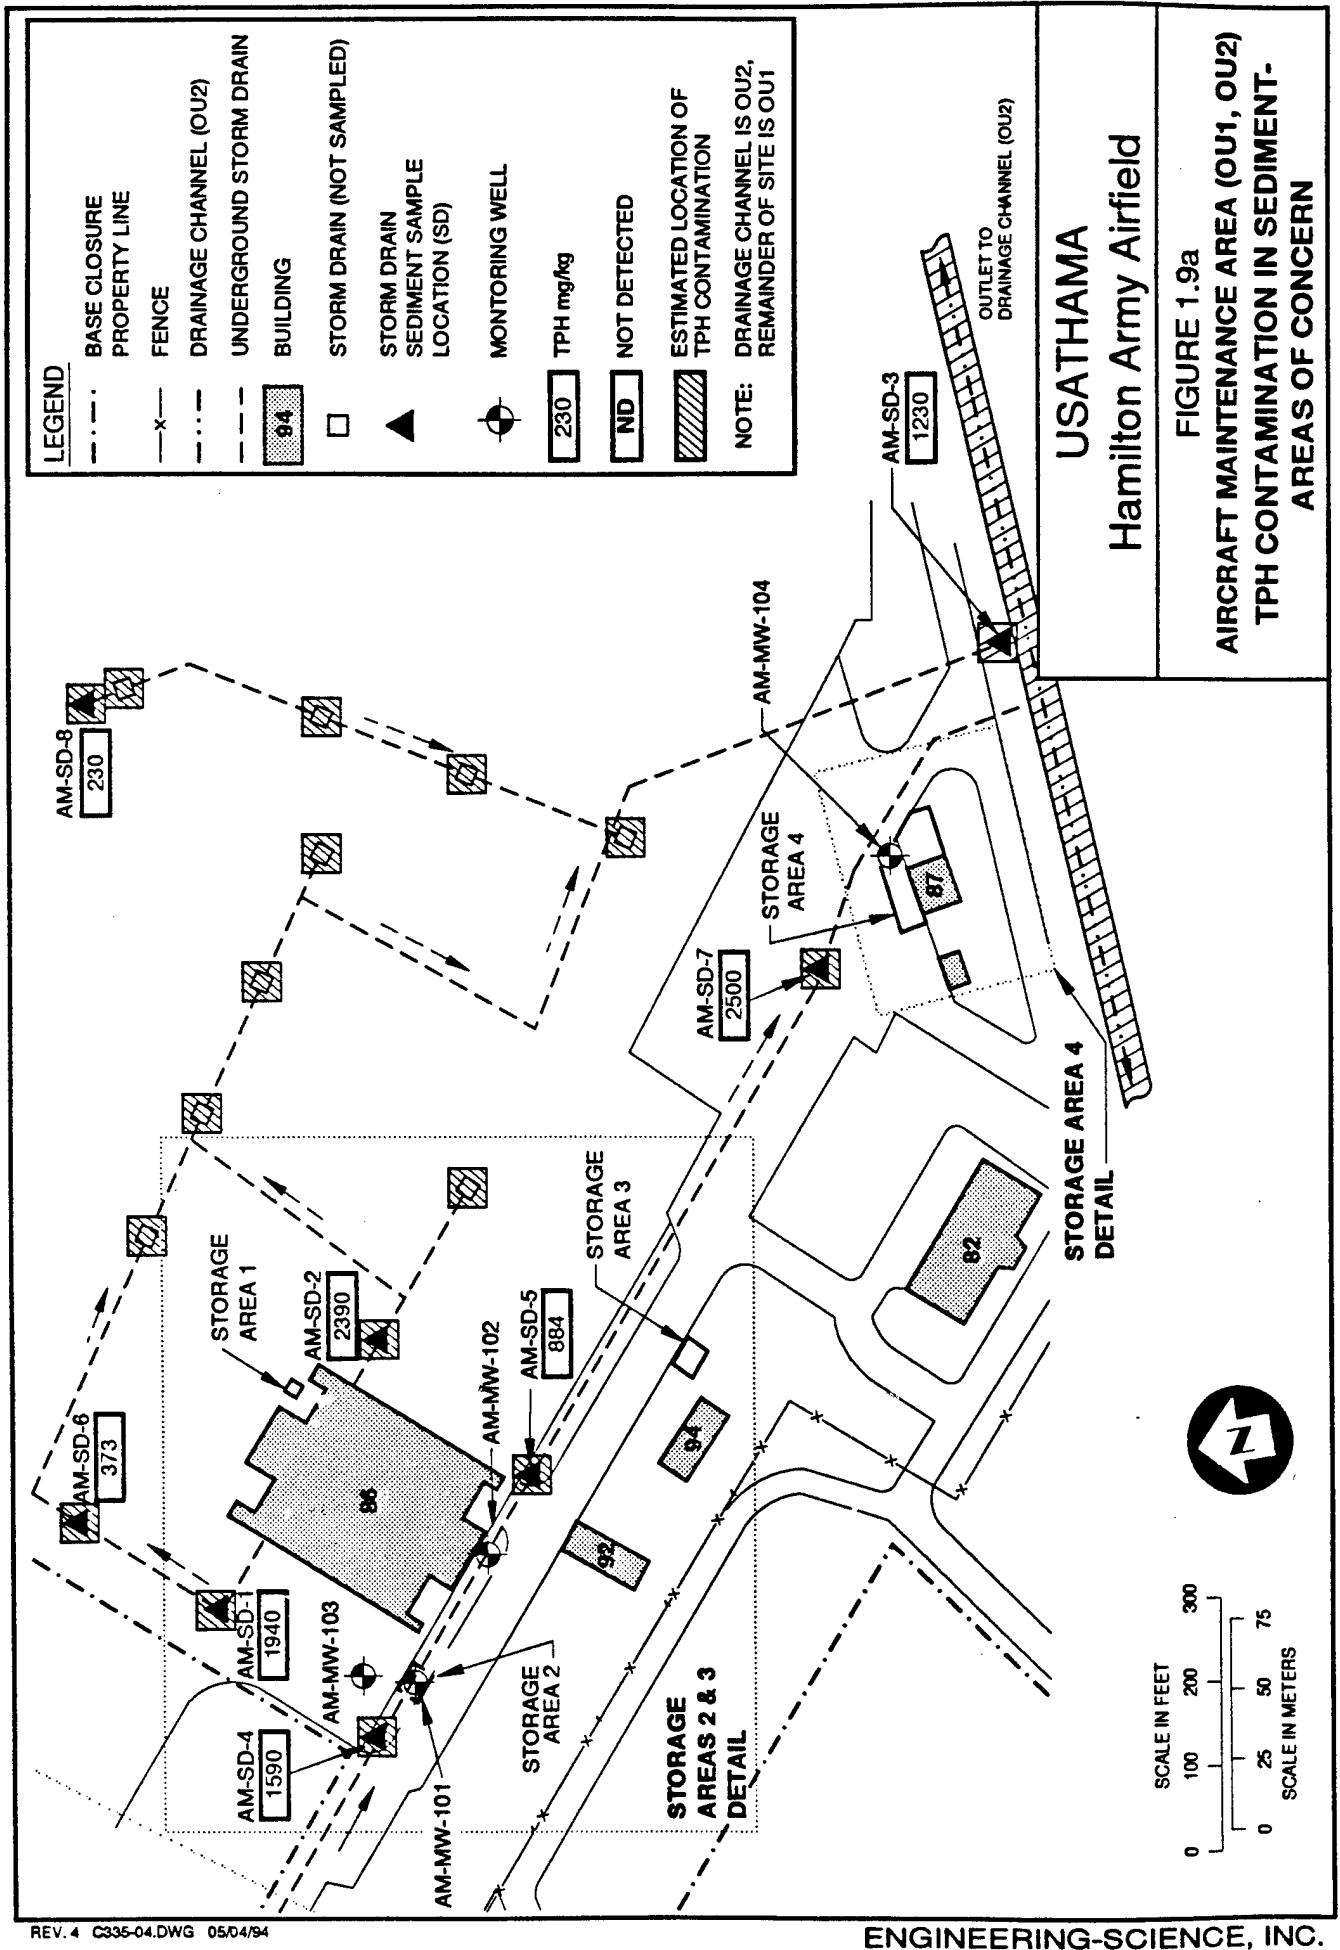 LEGEND
BASE CLOSURE
PROPERTY LINE
FENCE
DRAINAGE CHANNEL (OU2)
UNDERGROUND STORM DRAIN
94
BUILDING
STORM DRAIN (NOT SAMPLED)
STORM DRAIN
SEDIMENT SAMPLE
LOCATION (SD)
MONTORING WELL
230
TPH mg/kg
ND
NOT DETECTED
ESTIMATED LOCATION OF
TPH CONTAMINATION
NOTE:
DRAINAGE CHANNEL IS OU2,
REMAINDER OF SITE IS OU1
AM-SD-8
230
AM-SD-6
373
AM-SD-1
1940
AM-SD-4
1590
AM-MW-103
AM-MW-101
STORAGE
AREA 1
AM-SD-2
2390
86
AM-MW-102
AM-SD-5
884
STORAGE
AREA 2
STORAGE
AREA 3
92
94
STORAGE
AREAS 2 & 3
DETAIL
AM-SD-7
2500
STORAGE
AREA 4
AM-MW-104
87
AM-SD-3
1230
OUTLET TO
DRAINAGE CHANNEL (OU2)
82
STORAGE AREA 4
DETAIL
N
SCALE IN FEET
0 100 200 300
0 25 50 75
SCALE IN METERS
USATHAMA
Hamilton Army Airfield
FIGURE 1.9a
AIRCRAFT MAINTENANCE AREA (OU1, OU2)
TPH CONTAMINATION IN SEDIMENT-
AREAS OF CONCERN
REV. 4 C335-04.DWG 05/04/94
ENGINEERING-SCIENCE, INC.